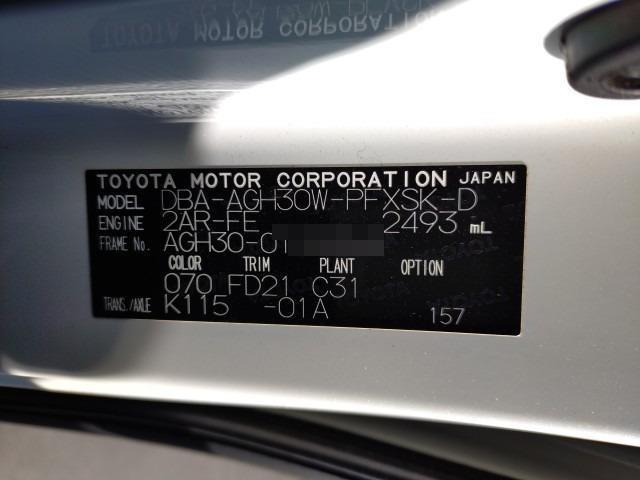 TOYOTA MOTOR CORPORATION JAPAN
MODEL DBA-AGH30W-PFXSK-D
ENGINE 2AR-FE 2493 mL
FRAME No. AGH30-01
COLOR TRIM PLANT OPTION
070 FD21 C31
TRANS./AXLE K115 -01A 157